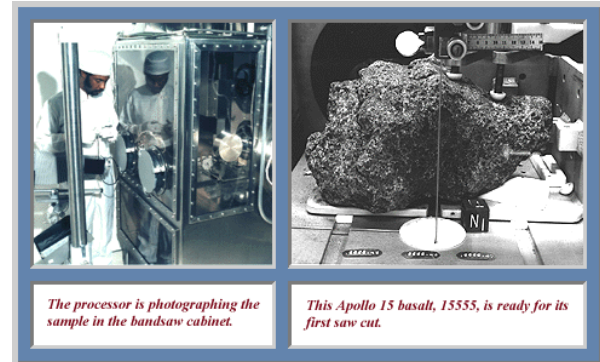 N1
The processor is photographing the
sample in the bandsaw cabinet.
This Apollo 15 basalt, 15555, is ready for its
first saw cut.